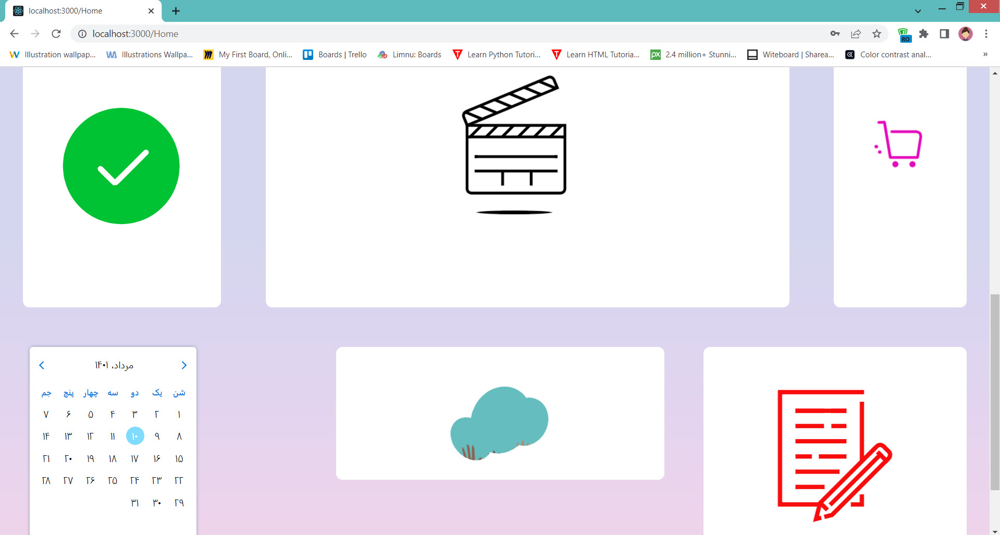 localhost:3000/Home
localhost:3000/Home
RO
Illustration wallpap...
Illustrations Wallpa...
My First Board, Onli...
Boards | Trello
Limnu: Boards
Learn Python Tutori...
Learn HTML Tutoria...
px 2.4 million+ Stunni...
Witeboard | Sharea...
Color contrast anal...
»
مرداد، ۱۴۰۱
شن یک دو سه چهار پنج جم
۱ ۲ ۳ ۴ ۵ ۶ ۷
۸ ۹ ۱۰ ۱۱ ۱۲ ۱۳ ۱۴
۱۵ ۱۶ ۱۷ ۱۸ ۱۹ ۲۰ ۲۱
۲۲ ۲۳ ۲۴ ۲۵ ۲۶ ۲۷ ۲۸
۲۹ ۳۰ ۳۱